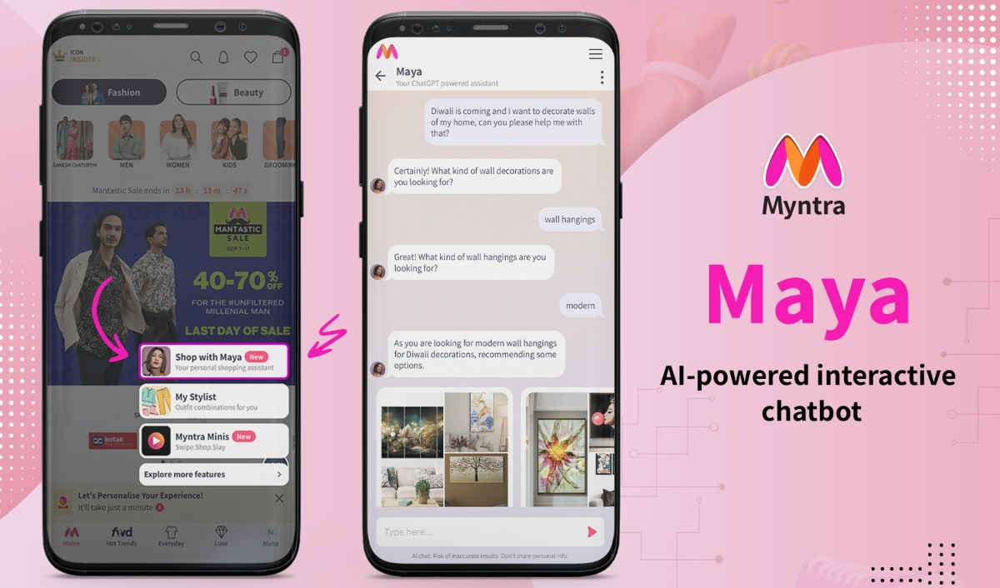 ICON
INSIDER
1
Fashion
Beauty
GANESH CHATURTHI
MEN
WOMEN
KIDS
GROOMIN
Mantastic Sale ends in 13 h : 13 m : 47 s
MANTASTIC
SALE
SEP 7-11
40-70% OFF
FOR THE #UNFILTERED
MILLENIAL MAN
LAST DAY OF SALE
Shop with Maya New
Your personal shopping assistant
My Stylist
Outfit combinations for you
kotak
Myntra Minis New
Swipe.Shop.Slay
Explore more features
Let's Personalise Your Experience!
It'll take just a minute
Home
fwd
Hot Trends
Everyday
Luxe
N
Nisha
Maya
Your ChatGPT powered assistant
Diwali is coming and I want to decorate walls
of my home, can you please help me with
that?
Certainly! What kind of wall decorations are
you looking for?
wall hangings
Great! What kind of wall hangings are you
looking for?
modern
As you are looking for modern wall hangings
for Diwali decorations, recommending some
options.
Type here...
AI chat: Risk of inaccurate results. Don't share personal info.
Myntra
Maya
AI-powered interactive
chatbot